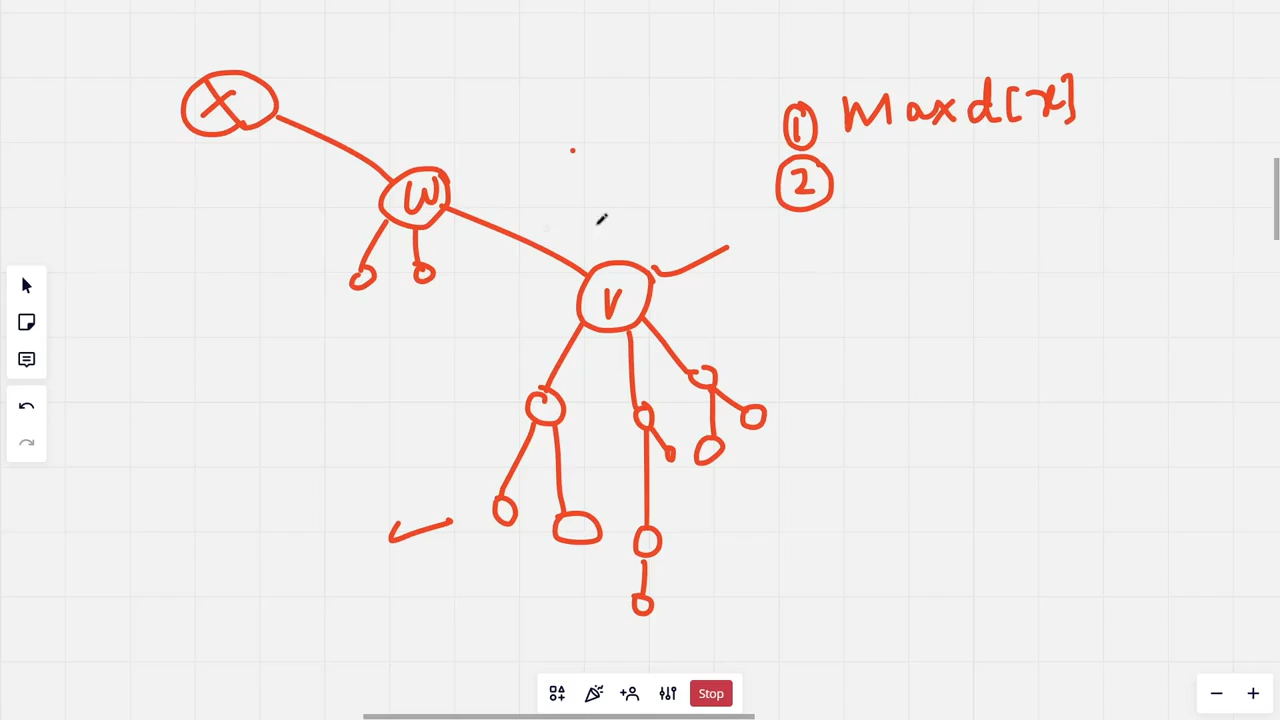 X
W
V
① Max d[x]
②
Stop